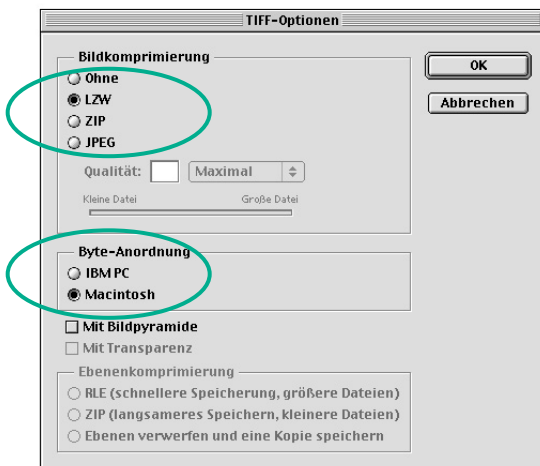 TIFF-Optionen
Bildkomprimierung
Ohne
LZW
ZIP
JPEG
Qualität: Maximal
Kleine Datei Große Datei
OK
Abbrechen
Byte-Anordnung
IBM PC
Macintosh
Mit Bildpyramide
Mit Transparenz
Ebenenkomprimierung
RLE (schnellere Speicherung, größere Dateien)
ZIP (langsameres Speichern, kleinere Dateien)
Ebenen verwerfen und eine Kopie speichern